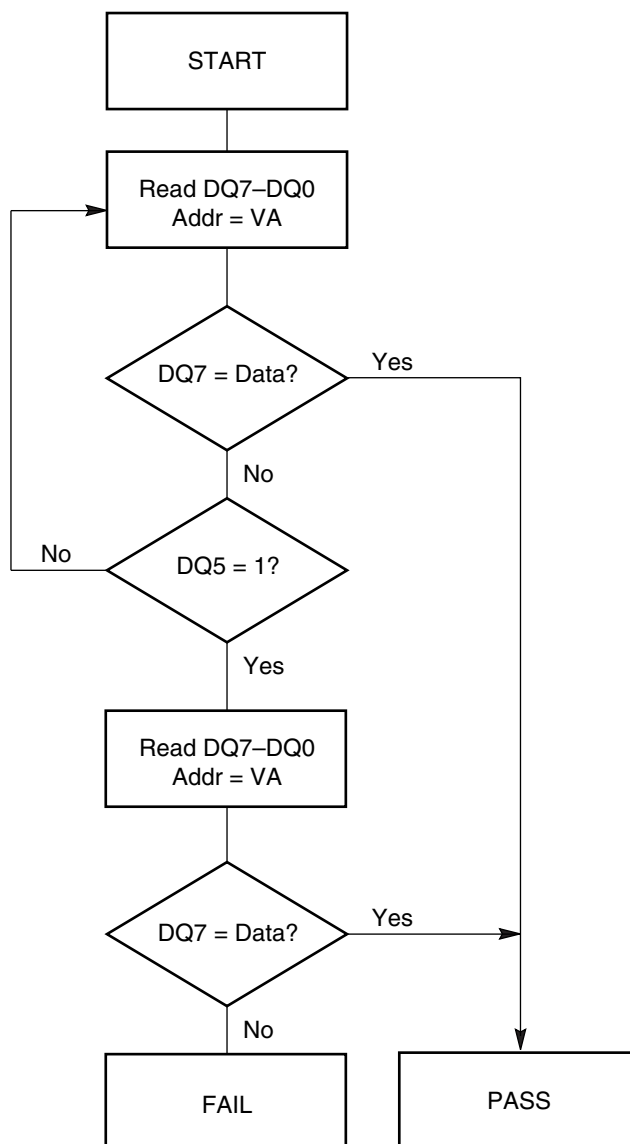 START
Read DQ7–DQ0
Addr = VA
DQ7 = Data?
Yes
No
No
DQ5 = 1?
Yes
Read DQ7–DQ0
Addr = VA
DQ7 = Data?
Yes
No
FAIL
PASS